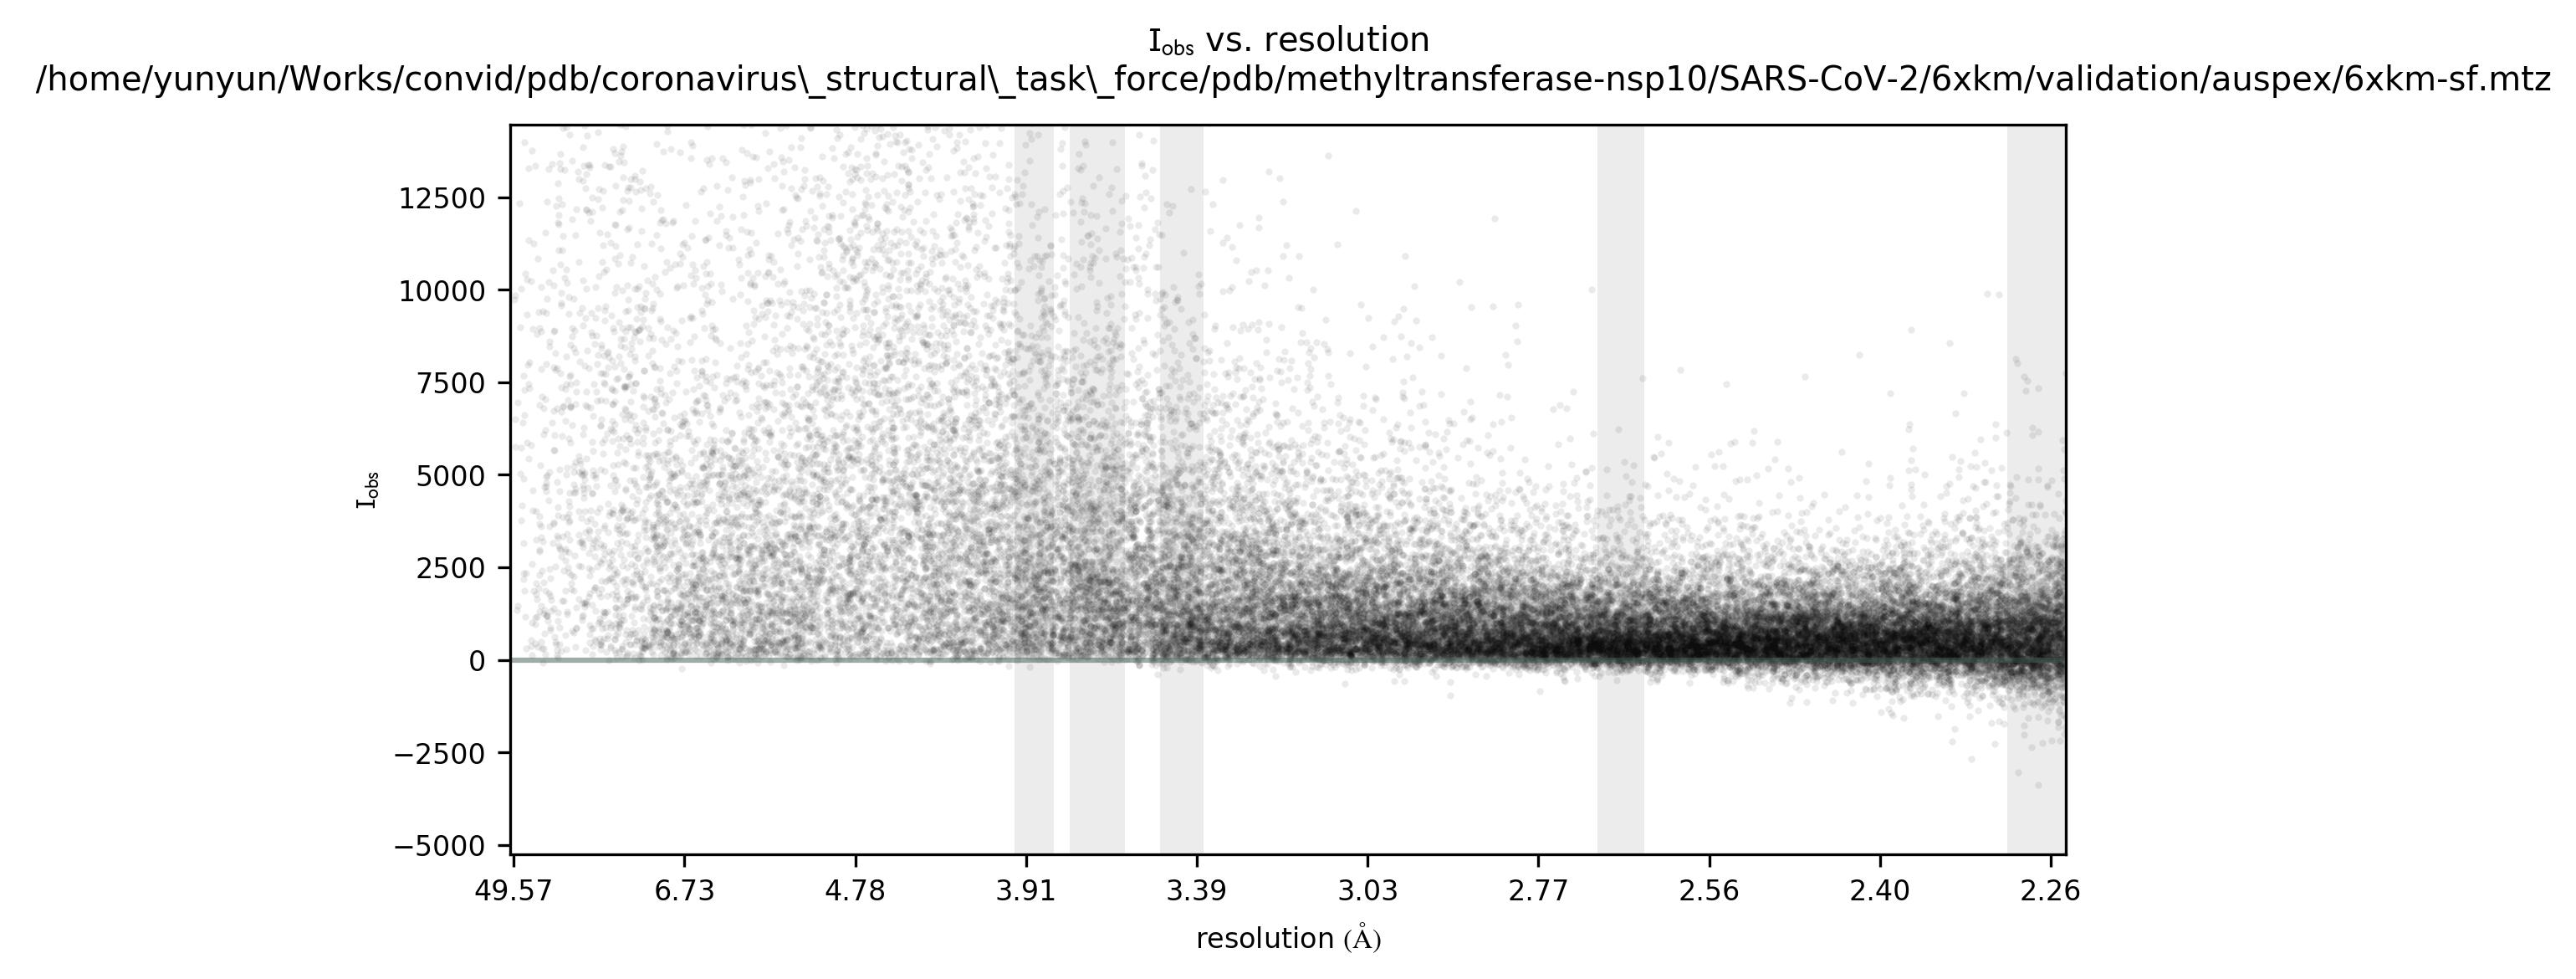 Iobs vs. resolution
/home/yunyun/Works/convid/pdb/coronavirus\_structural\_task\_force/pdb/methyltransferase-nsp10/SARS-CoV-2/6xkm/validation/auspex/6xkm-sf.mtz
12500
10000
7500
5000
2500
0
−2500
−5000
Iobs
49.57 6.73 4.78 3.91 3.39 3.03 2.77 2.56 2.40 2.26
resolution (Å)